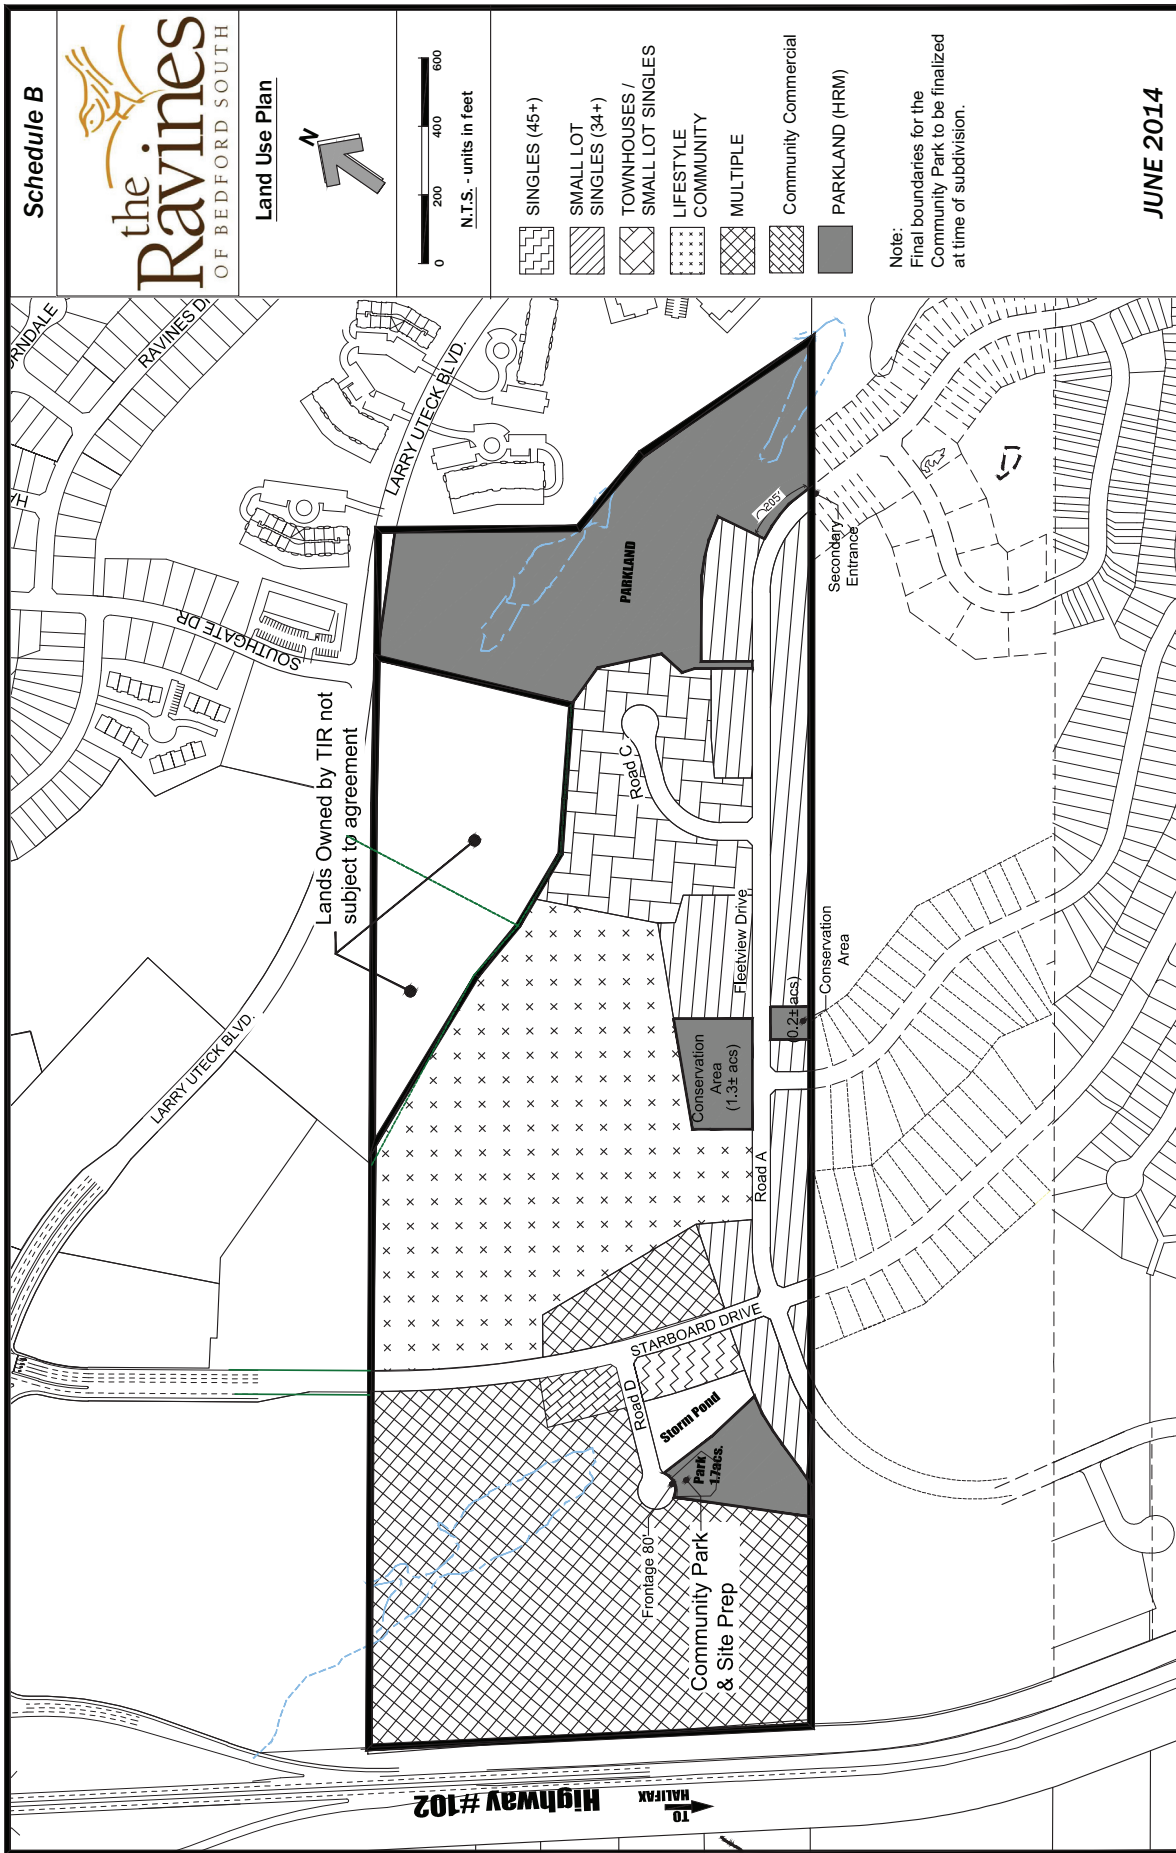 Schedule B
the
Ravines
OF BEDFORD SOUTH
Land Use Plan
N
0 200 400 600
N.T.S. - units in feet
SINGLES (45+)
SMALL LOT
SINGLES (34+)
TOWNHOUSES /
SMALL LOT SINGLES
LIFESTYLE
COMMUNITY
MULTIPLE
Community Commercial
PARKLAND (HRM)
Note:
Final boundaries for the
Community Park to be finalized
at time of subdivision.
JUNE 2014
RAVINES
LARRY UTECK BLVD.
SOUTHGATE DR
Lands Owned by TIR not
subject to agreement
LARRY UTECK BLVD.
PARKLAND
205'
Secondary
Entrance
Road C
Fleetview Drive
Conservation
Area
(1.3± acs)
(0.2± acs)
Conservation
Area
Road A
STARBOARD DRIVE
Road D
Storm Pond
Park
1.7acs.
Frontage 80'
Community Park
& Site Prep
Highway #102
TO
HALIFAX